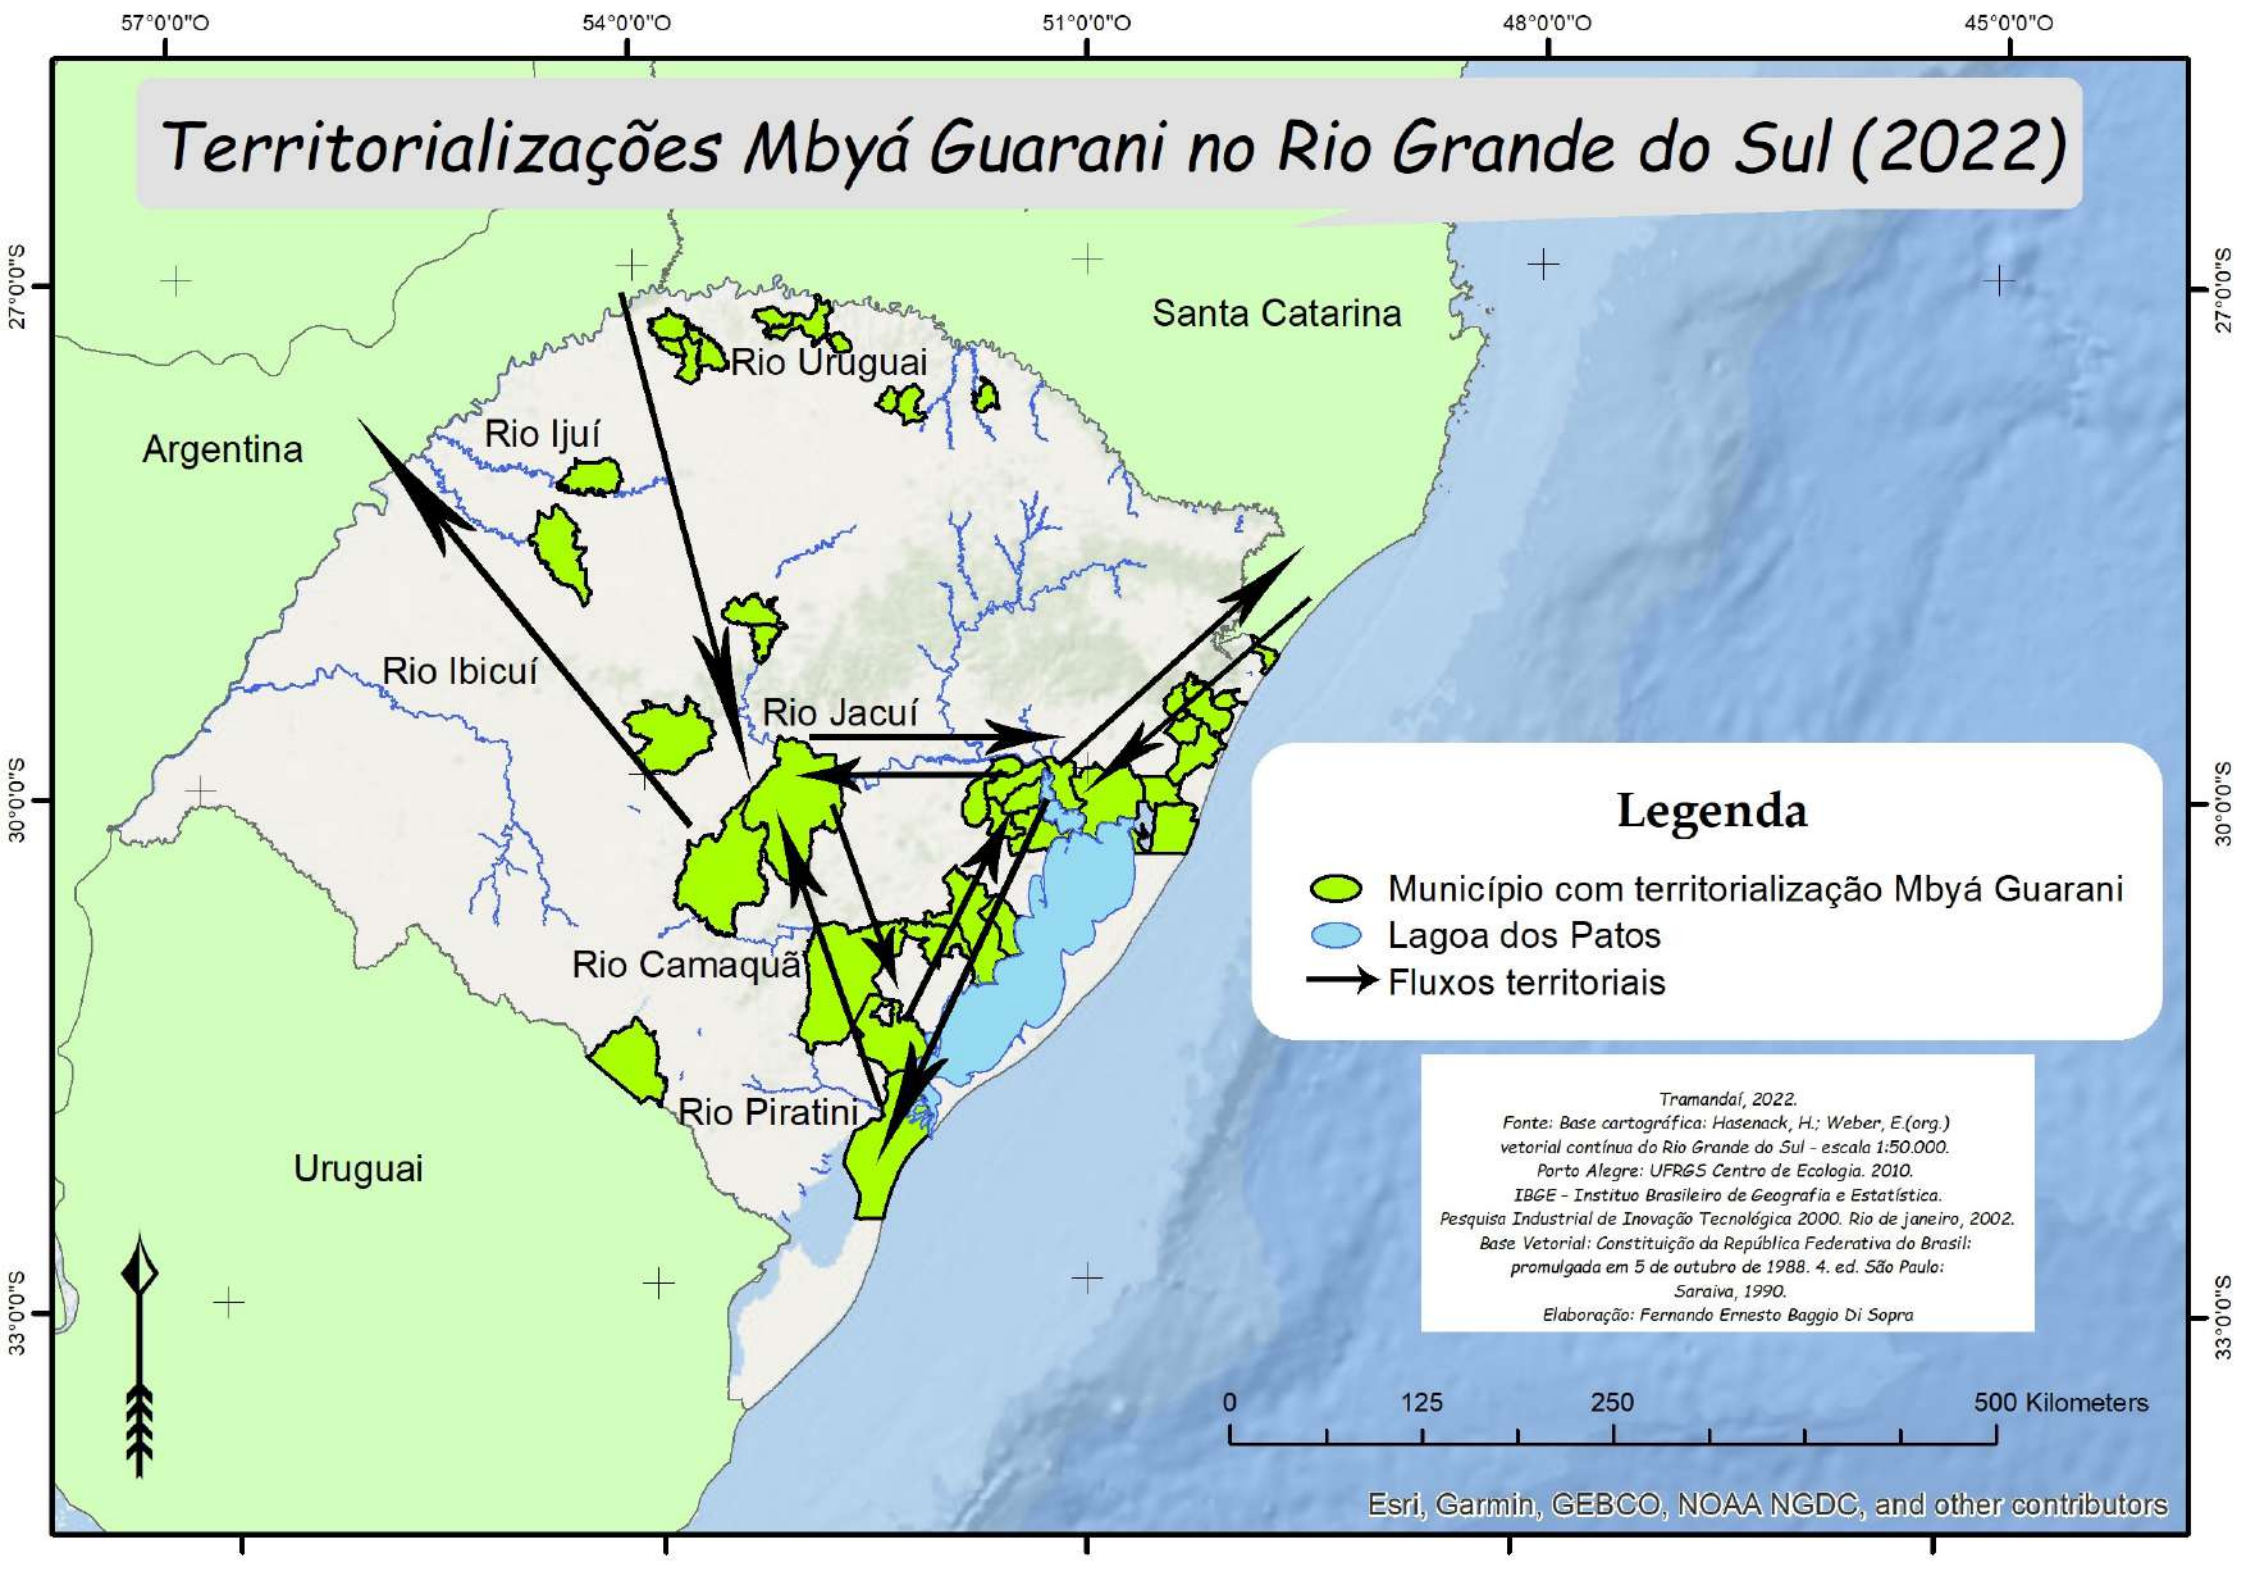 57°0'0"O
54°0'0"O
51°0'0"O
48°0'0"O
45°0'0"O
Territorializações Mbyá Guarani no Rio Grande do Sul (2022)
27°0'0"S
27°0'0"S
Santa Catarina
Rio Uruguai
Rio Ijuí
Argentina
Rio Ibicuí
Rio Jacuí
30°0'0"S
30°0'0"S
Legenda
Município com territorialização Mbyá Guarani
Lagoa dos Patos
Fluxos territoriais
Rio Camaquã
Rio Piratini
Uruguai
Tramandaí, 2022.
Fonte: Base cartográfica: Hasenack, H.; Weber, E.(org.)
vetorial contínua do Rio Grande do Sul - escala 1:50.000.
Porto Alegre: UFRGS Centro de Ecologia. 2010.
IBGE - Instituo Brasileiro de Geografia e Estatística.
Pesquisa Industrial de Inovação Tecnológica 2000. Rio de janeiro, 2002.
Base Vetorial: Constituição da República Federativa do Brasil:
promulgada em 5 de outubro de 1988. 4. ed. São Paulo:
Saraiva, 1990.
Elaboração: Fernando Ernesto Baggio Di Sopra
33°0'0"S
33°0'0"S
0 125 250 500 Kilometers
Esri, Garmin, GEBCO, NOAA NGDC, and other contributors